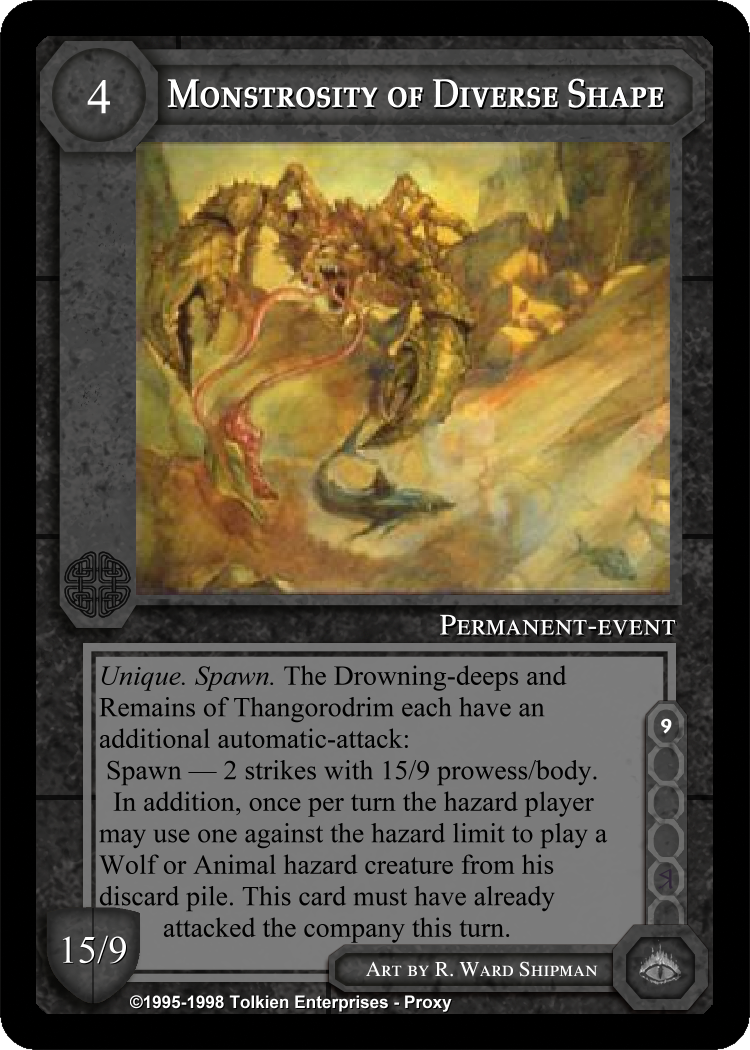 4
Monstrosity of Diverse Shape
Permanent-event
Unique. Spawn. The Drowning-deeps and
Remains of Thangorodrim each have an
additional automatic-attack:
Spawn — 2 strikes with 15/9 prowess/body.
In addition, once per turn the hazard player
may use one against the hazard limit to play a
Wolf or Animal hazard creature from his
discard pile. This card must have already
attacked the company this turn.
9
15/9
Art by R. Ward Shipman
©1995-1998 Tolkien Enterprises - Proxy